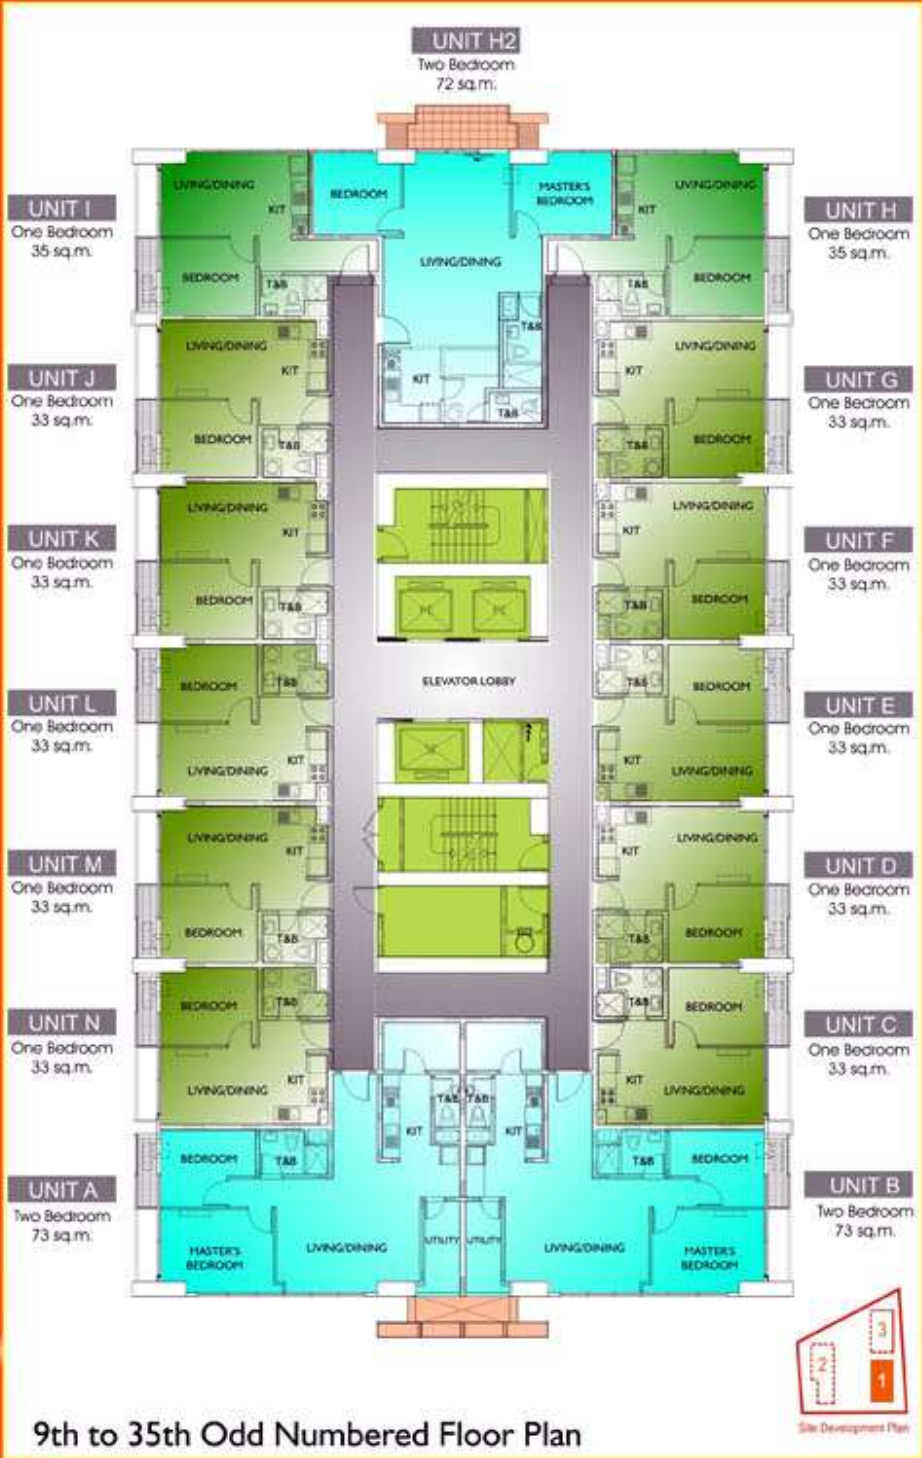 UNIT H2
Two Bedroom
72 sq.m.
UNIT I
One Bedroom
35 sq.m.
UNIT J
One Bedroom
33 sq.m.
UNIT K
One Bedroom
33 sq.m.
UNIT L
One Bedroom
33 sq.m.
UNIT M
One Bedroom
33 sq.m.
UNIT N
One Bedroom
33 sq.m.
UNIT A
Two Bedroom
73 sq.m.
LIVING/DINING
KIT
BEDROOM
T&B
LIVING/DINING
KIT
BEDROOM
T&B
LIVING/DINING
KIT
BEDROOM
T&B
BEDROOM
T&B
KIT
LIVING/DINING
LIVING/DINING
KIT
BEDROOM
T&B
BEDROOM
T&B
KIT
LIVING/DINING
BEDROOM
T&B
MASTER'S
BEDROOM
LIVING/DINING
KIT
T&B
UTILITY
BEDROOM
MASTER'S
BEDROOM
LIVING/DINING
T&B
KIT
T&B
ELEVATOR LOBBY
LIVING/DINING
KIT
BEDROOM
T&B
LIVING/DINING
KIT
T&B
BEDROOM
LIVING/DINING
KIT
T&B
BEDROOM
T&B
BEDROOM
KIT
LIVING/DINING
LIVING/DINING
KIT
T&B
BEDROOM
T&B
BEDROOM
KIT
LIVING/DINING
T&B
KIT
T&B
BEDROOM
UTILITY
LIVING/DINING
MASTER'S
BEDROOM
UNIT H
One Bedroom
35 sq.m.
UNIT G
One Bedroom
33 sq.m.
UNIT F
One Bedroom
33 sq.m.
UNIT E
One Bedroom
33 sq.m.
UNIT D
One Bedroom
33 sq.m.
UNIT C
One Bedroom
33 sq.m.
UNIT B
Two Bedroom
73 sq.m.
3
2
1
Site Development Plan
9th to 35th Odd Numbered Floor Plan